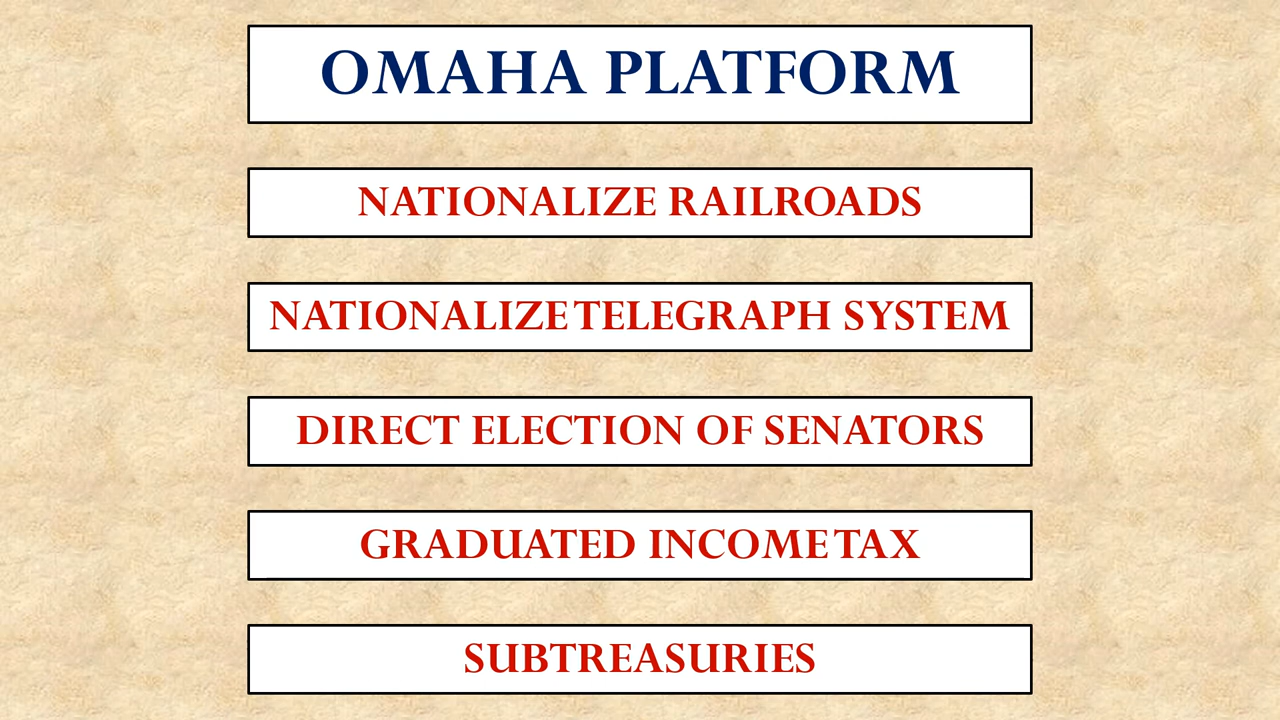 OMAHA PLATFORM
NATIONALIZE RAILROADS
NATIONALIZE TELEGRAPH SYSTEM
DIRECT ELECTION OF SENATORS
GRADUATED INCOME TAX
SUBTREASURIES